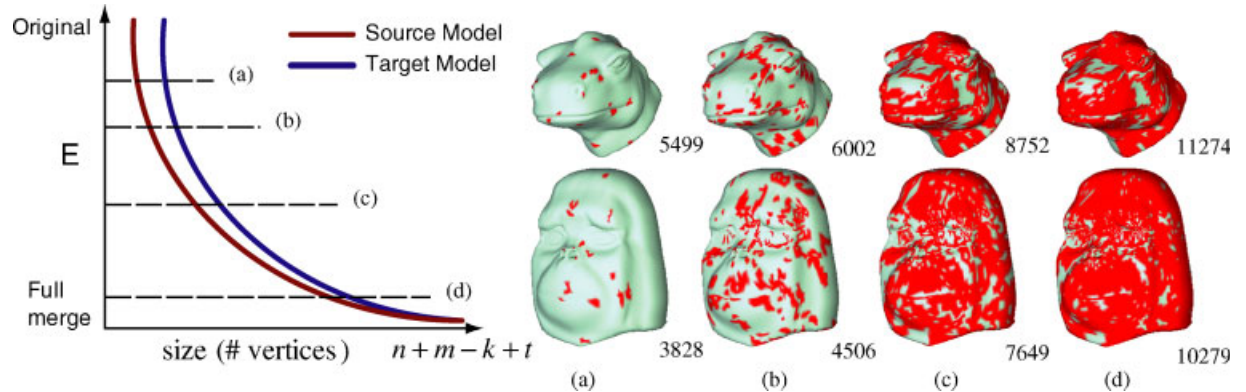 Original
Source Model
Target Model
(a)
(b)
E
(c)
Full
merge
(d)
size (# vertices)
n + m − k + t
5499
6002
8752
11274
3828
4506
7649
10279
(a)
(b)
(c)
(d)